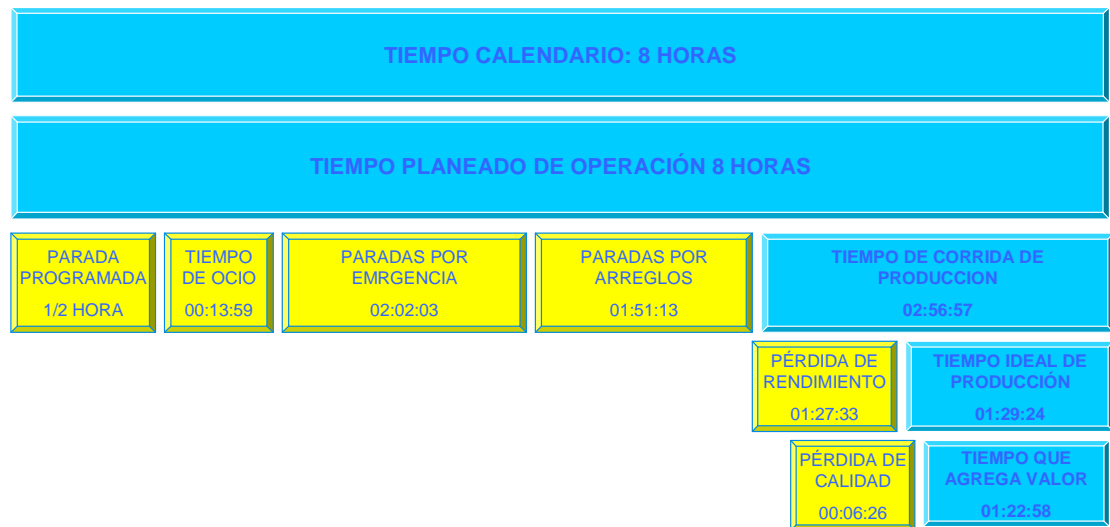 TIEMPO CALENDARIO: 8 HORAS
TIEMPO PLANEADO DE OPERACIÓN 8 HORAS
PARADA
PROGRAMADA
1/2 HORA
TIEMPO
DE OCIO
00:13:59
PARADAS POR
EMRGENCIA
02:02:03
PARADAS POR
ARREGLOS
01:51:13
TIEMPO DE CORRIDA DE
PRODUCCION
02:56:57
PÉRDIDA DE
RENDIMIENTO
01:27:33
TIEMPO IDEAL DE
PRODUCCIÓN
01:29:24
PÉRDIDA DE
CALIDAD
00:06:26
TIEMPO QUE
AGREGA VALOR
01:22:58